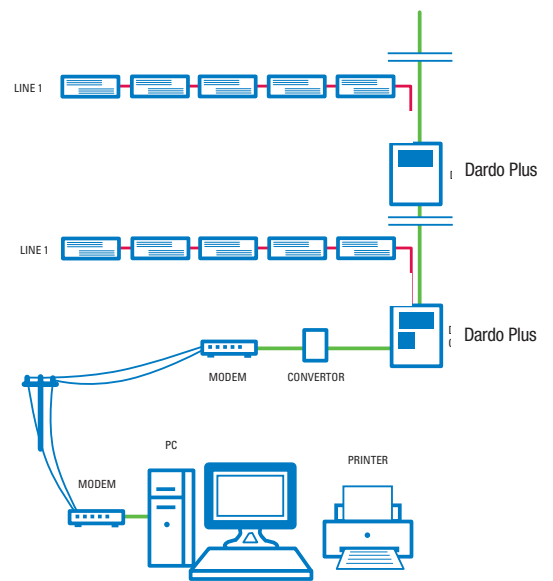 LINE 1
Dardo Plus
LINE 1
Dardo Plus
MODEM
CONVERTOR
PC
PRINTER
MODEM